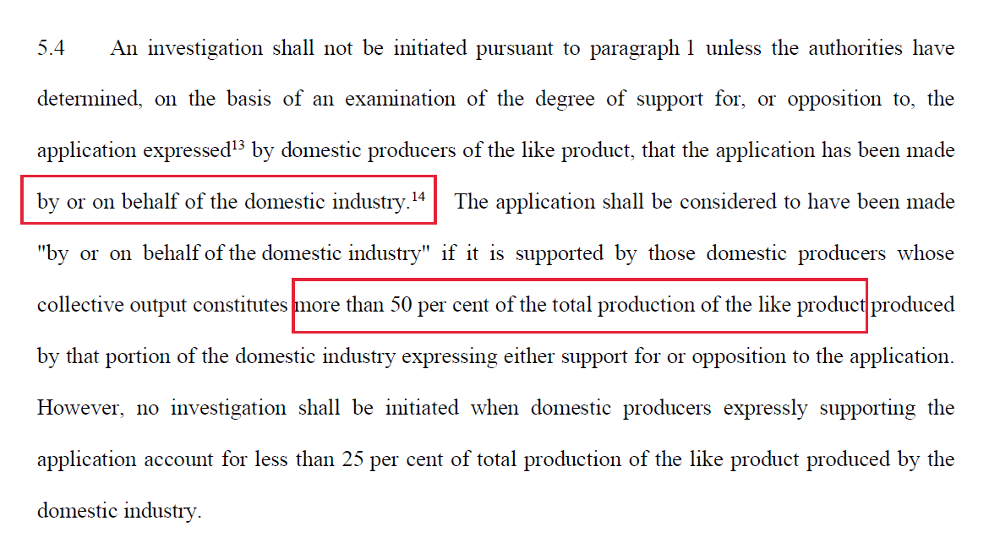 5.4 An investigation shall not be initiated pursuant to paragraph 1 unless the authorities have
determined, on the basis of an examination of the degree of support for, or opposition to, the
application expressed13 by domestic producers of the like product, that the application has been made
by or on behalf of the domestic industry.14 The application shall be considered to have been made
"by or on behalf of the domestic industry" if it is supported by those domestic producers whose
collective output constitutes more than 50 per cent of the total production of the like product produced
by that portion of the domestic industry expressing either support for or opposition to the application.
However, no investigation shall be initiated when domestic producers expressly supporting the
application account for less than 25 per cent of total production of the like product produced by the
domestic industry.